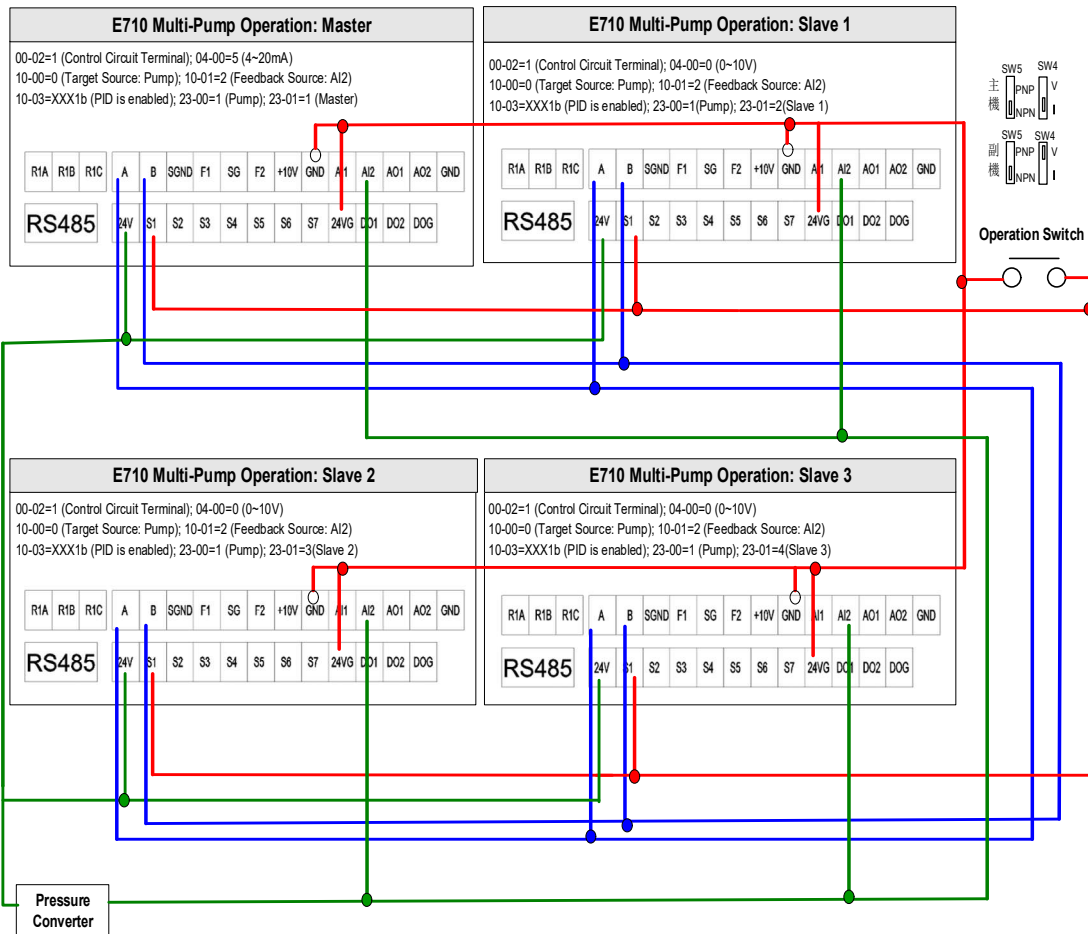 E710 Multi-Pump Operation: Master
00-02=1 (Control Circuit Terminal); 04-00=5 (4~20mA)
10-00=0 (Target Source: Pump); 10-01=2 (Feedback Source: AI2)
10-03=XXX1b (PID is enabled); 23-00=1 (Pump); 23-01=1 (Master)
R1A R1B R1C A B SGND F1 SG F2 +10V GND AI1 AI2 AO1 AO2 GND
RS485 24V S1 S2 S3 S4 S5 S6 S7 24VG DO1 DO2 DOG
E710 Multi-Pump Operation: Slave 1
00-02=1 (Control Circuit Terminal); 04-00=0 (0~10V)
10-00=0 (Target Source: Pump); 10-01=2 (Feedback Source: AI2)
10-03=XXX1b (PID is enabled); 23-00=1(Pump); 23-01=2(Slave 1)
R1A R1B R1C A B SGND F1 SG F2 +10V GND AI1 AI2 AO1 AO2 GND
RS485 24V S1 S2 S3 S4 S5 S6 S7 24VG DO1 DO2 DOG
SW5 SW4
主機 PNP V
NPN I
SW5 SW4
副機 PNP V
NPN I
Operation Switch
E710 Multi-Pump Operation: Slave 2
00-02=1 (Control Circuit Terminal); 04-00=0 (0~10V)
10-00=0 (Target Source: Pump); 10-01=2 (Feedback Source: AI2)
10-03=XXX1b (PID is enabled); 23-00=1 (Pump); 23-01=3(Slave 2)
R1A R1B R1C A B SGND F1 SG F2 +10V GND AI1 AI2 AO1 AO2 GND
RS485 24V S1 S2 S3 S4 S5 S6 S7 24VG DO1 DO2 DOG
E710 Multi-Pump Operation: Slave 3
00-02=1 (Control Circuit Terminal); 04-00=0 (0~10V)
10-00=0 (Target Source: Pump); 10-01=2 (Feedback Source: AI2)
10-03=XXX1b (PID is enabled); 23-00=1 (Pump); 23-01=4(Slave 3)
R1A R1B R1C A B SGND F1 SG F2 +10V GND AI1 AI2 AO1 AO2 GND
RS485 24V S1 S2 S3 S4 S5 S6 S7 24VG DO1 DO2 DOG
Pressure
Converter